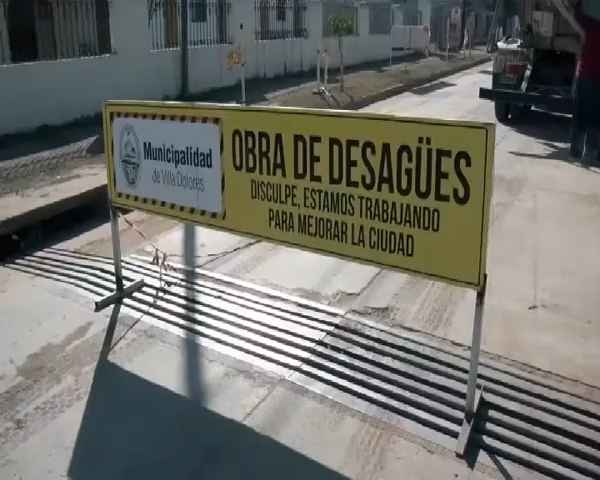 Municipalidad
de Villa Dolores
OBRA DE DESAGÜES
DISCULPE, ESTAMOS TRABAJANDO
PARA MEJORAR LA CIUDAD